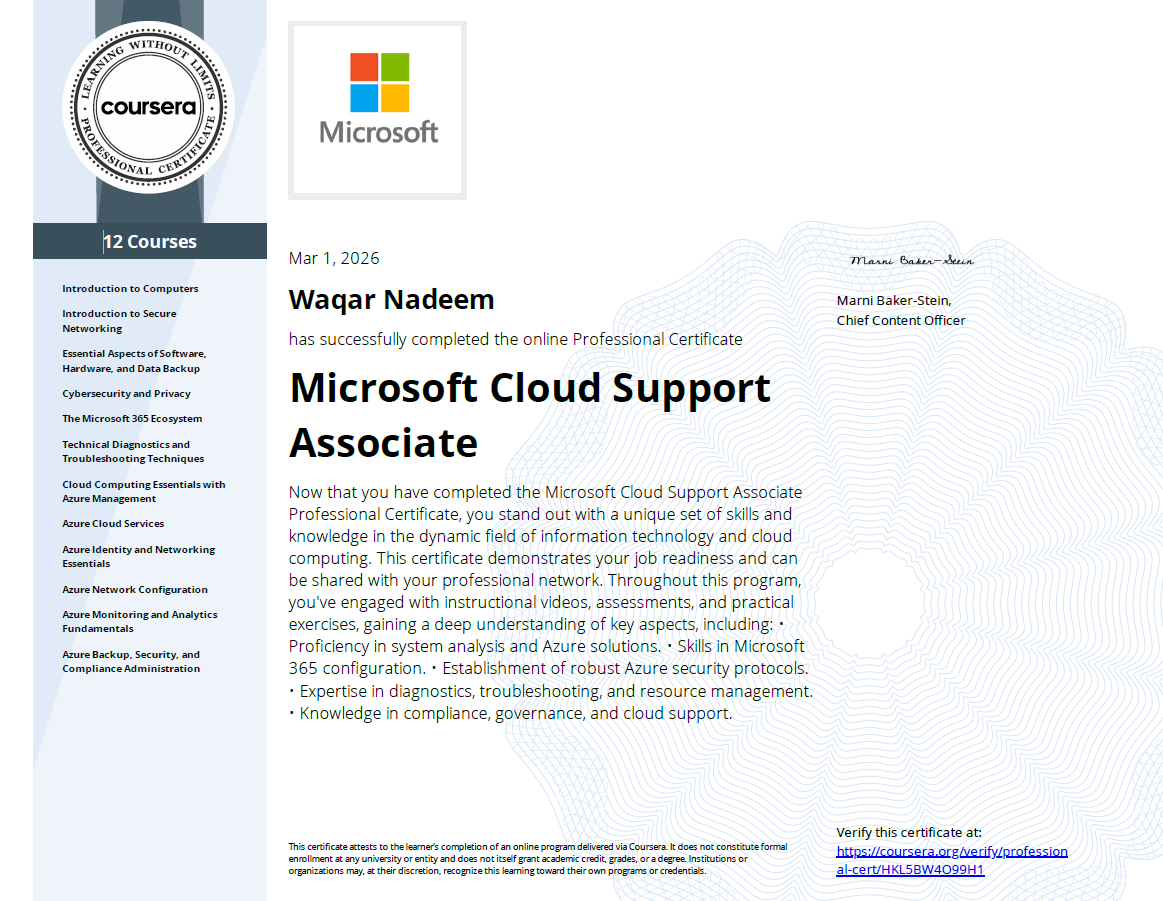 LEARNING WITHOUT LIMITS
coursera
PROFESSIONAL CERTIFICATE
12 Courses
Introduction to Computers
Introduction to Secure
Networking
Essential Aspects of Software,
Hardware, and Data Backup
Cybersecurity and Privacy
The Microsoft 365 Ecosystem
Technical Diagnostics and
Troubleshooting Techniques
Cloud Computing Essentials with
Azure Management
Azure Cloud Services
Azure Identity and Networking
Essentials
Azure Network Configuration
Azure Monitoring and Analytics
Fundamentals
Azure Backup, Security, and
Compliance Administration
Microsoft
Mar 1, 2026
Waqar Nadeem
has successfully completed the online Professional Certificate
Microsoft Cloud Support
Associate
Now that you have completed the Microsoft Cloud Support Associate
Professional Certificate, you stand out with a unique set of skills and
knowledge in the dynamic field of information technology and cloud
computing. This certificate demonstrates your job readiness and can
be shared with your professional network. Throughout this program,
you've engaged with instructional videos, assessments, and practical
exercises, gaining a deep understanding of key aspects, including: •
Proficiency in system analysis and Azure solutions. • Skills in Microsoft
365 configuration. • Establishment of robust Azure security protocols.
• Expertise in diagnostics, troubleshooting, and resource management.
• Knowledge in compliance, governance, and cloud support.
Marni Baker-Stein
Marni Baker-Stein,
Chief Content Officer
This certificate attests to the learner's completion of an online program delivered via Coursera. It does not constitute formal
enrollment at any university or entity and does not itself grant academic credit, grades, or a degree. Institutions or
organizations may, at their discretion, recognize this learning toward their own programs or credentials.
Verify this certificate at:
https://coursera.org/verify/profession
al-cert/HKL5BW4O99H1